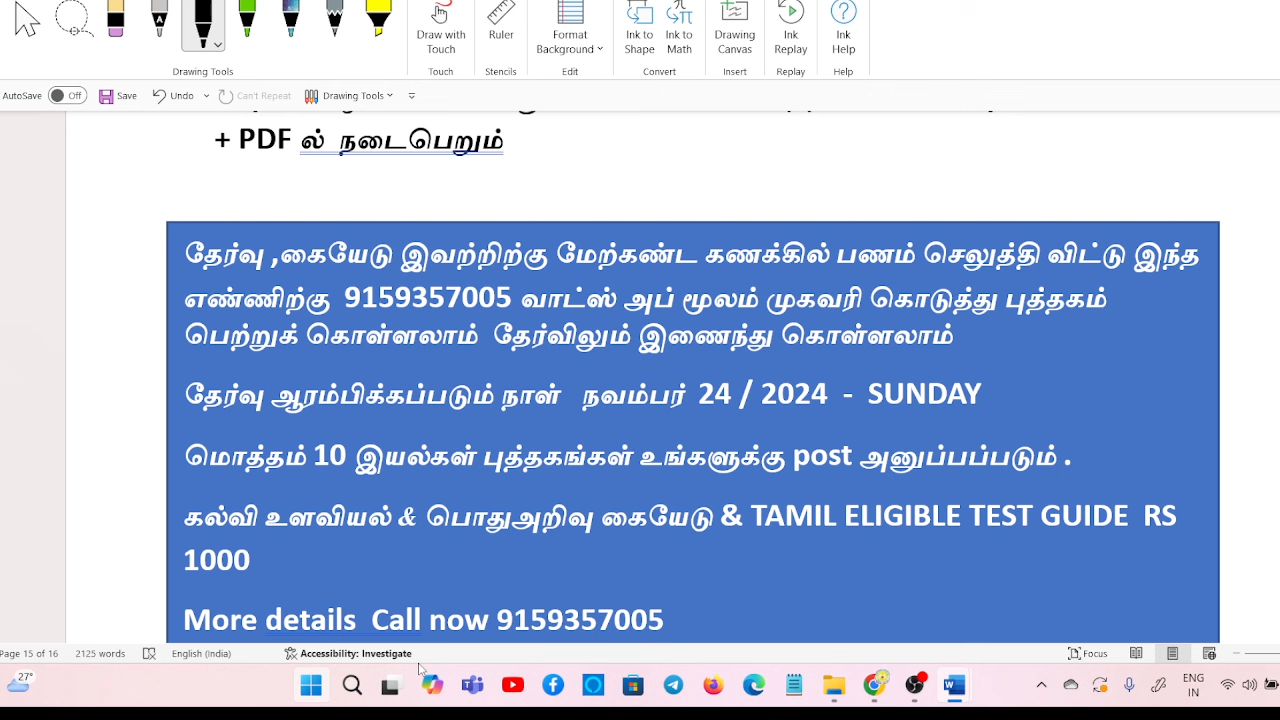 Draw with Touch
Ruler
Format Background
Ink to Shape
Ink to Math
Drawing Canvas
Ink Replay
Ink Help
Drawing Tools
Touch
Stencils
Edit
Convert
Insert
Replay
Help
AutoSave Off Save Undo Can't Repeat Drawing Tools
+ PDF ல் நடைபெறும்
தேர்வு ,கையேடு இவற்றிற்கு மேற்கண்ட கணக்கில் பணம் செலுத்தி விட்டு இந்த
எண்ணிற்கு 9159357005 வாட்ஸ் அப் மூலம் முகவரி கொடுத்து புத்தகம்
பெற்றுக் கொள்ளலாம் தேர்விலும் இணைந்து கொள்ளலாம்
தேர்வு ஆரம்பிக்கப்படும் நாள் நவம்பர் 24 / 2024 - SUNDAY
மொத்தம் 10 இயல்கள் புத்தகங்கள் உங்களுக்கு post அனுப்பப்படும் .
கல்வி உளவியல் & பொதுஅறிவு கையேடு & TAMIL ELIGIBLE TEST GUIDE RS
1000
More details Call now 9159357005
Page 15 of 16 2125 words English (India) Accessibility: Investigate Focus
27°
ENG
IN